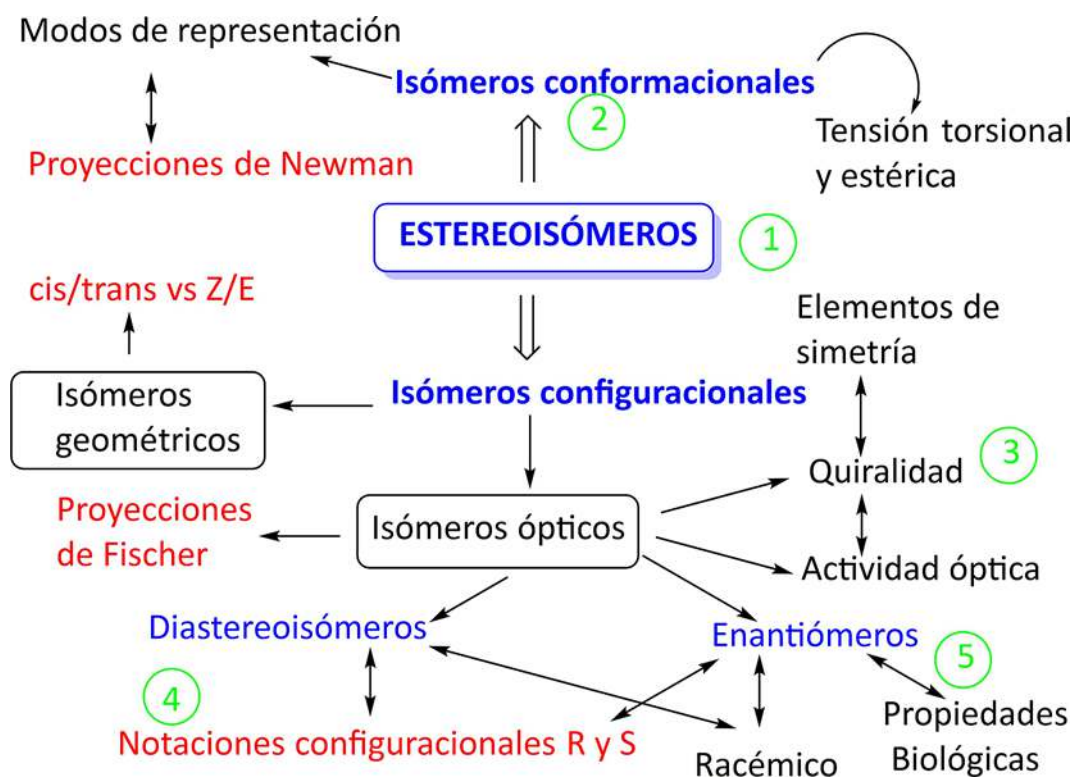 Modos de representación
Isómeros conformacionales
2
Tensión torsional
y estérica
Proyecciones de Newman
ESTEREOISÓMEROS
1
cis/trans vs Z/E
Elementos de
simetría
Isómeros
geométricos
Isómeros configuracionales
Quiralidad
3
Proyecciones
de Fischer
Isómeros ópticos
Actividad óptica
Diastereoisómeros
Enantiómeros
5
4
Notaciones configuracionales R y S
Racémico
Propiedades
Biológicas